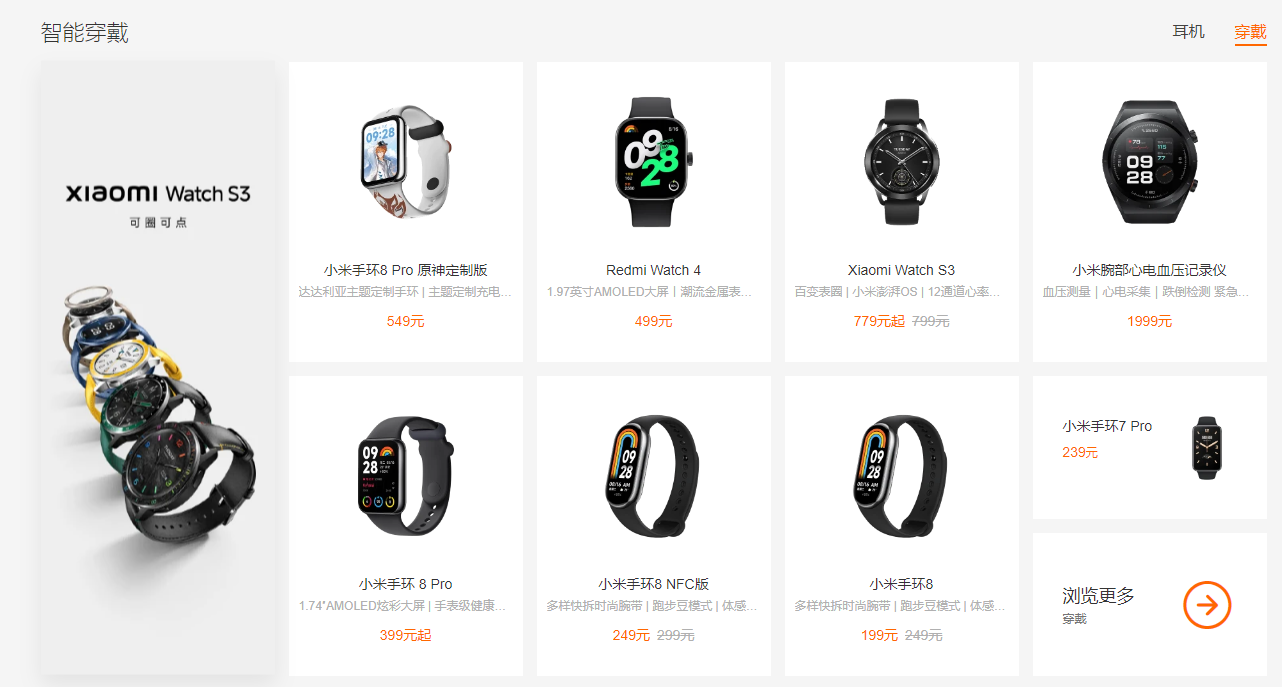 智能穿戴
耳机
穿戴
xiaomi Watch S3
可圈可点
09:28
小米手环8 Pro 原神定制版
达达利亚主题定制手环 | 主题定制充电...
549元
09
28
Redmi Watch 4
1.97英寸AMOLED大屏丨潮流金属表...
499元
Xiaomi Watch S3
百变表圈 | 小米澎湃OS | 12通道心率...
779元起 799元
09
28
小米腕部心电血压记录仪
血压测量丨心电采集丨跌倒检测 紧急...
1999元
09
28
小米手环 8 Pro
1.74"AMOLED炫彩大屏 | 手表级健康...
399元起
09
28
小米手环8 NFC版
多样快拆时尚腕带 | 跑步豆模式 | 体感...
249元 299元
09
28
小米手环8
多样快拆时尚腕带 | 跑步豆模式 | 体感...
199元 249元
小米手环7 Pro
239元
浏览更多
穿戴